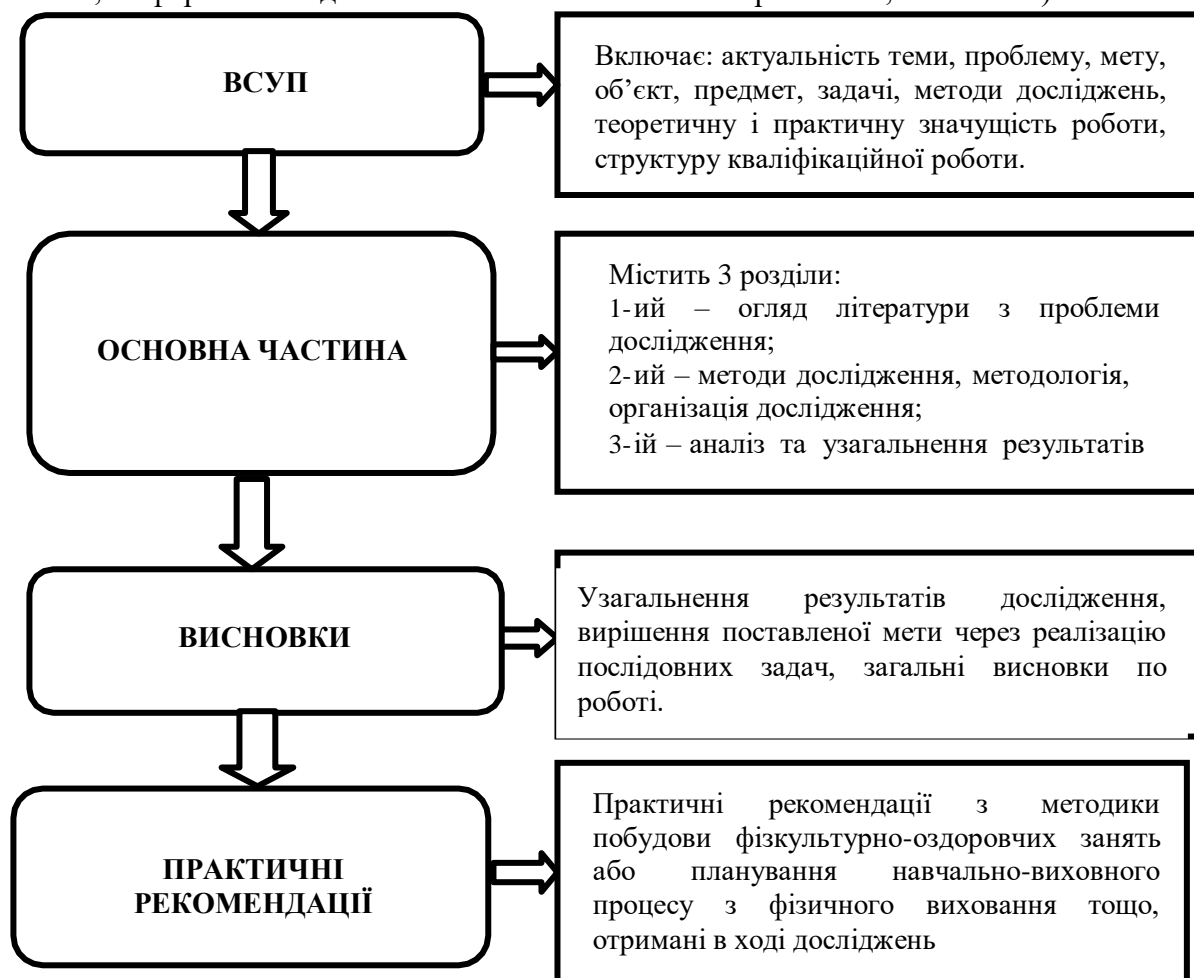 ВСУП
Включає: актуальність теми, проблему, мету,
об’єкт, предмет, задачі, методи досліджень,
теоретичну і практичну значущість роботи,
структуру кваліфікаційної роботи.
ОСНОВНА ЧАСТИНА
Містить 3 розділи:
1-ий – огляд літератури з проблеми
дослідження;
2-ий – методи дослідження, методологія,
організація дослідження;
3-ій – аналіз та узагальнення результатів
ВИСНОВКИ
Узагальнення результатів дослідження,
вирішення поставленої мети через реалізацію
послідовних задач, загальні висновки по
роботі.
ПРАКТИЧНІ
РЕКОМЕНДАЦІЇ
Практичні рекомендації з методики
побудови фізкультурно-оздоровчих занять
або планування навчально-виховного
процесу з фізичного виховання тощо,
отримані в ході досліджень